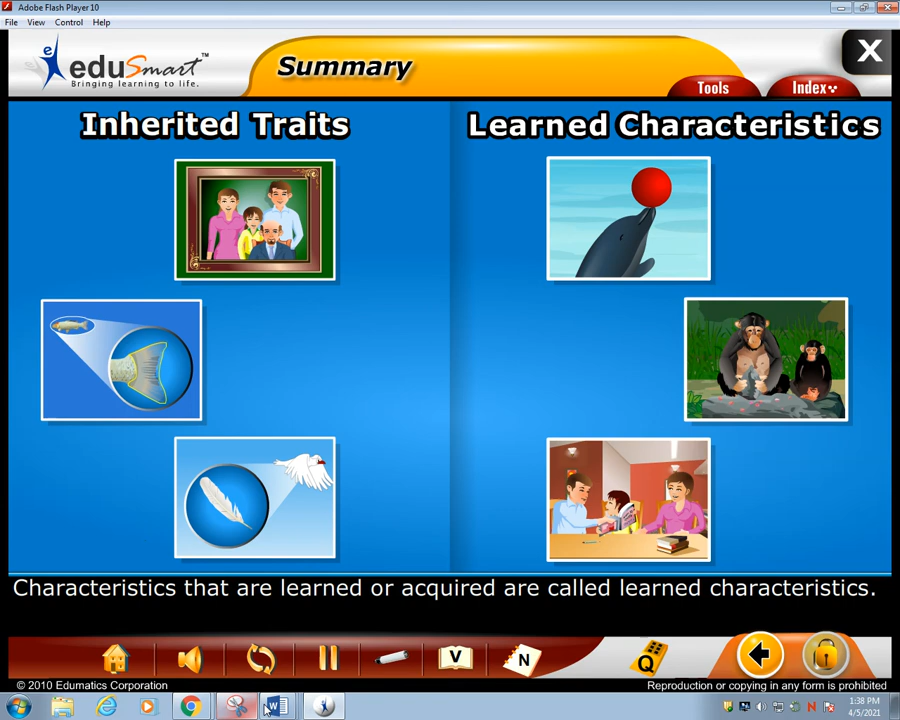 Adobe Flash Player 10
File View Control Help
eduSmart™
Bringing learning to life.
Summary
X
Tools
Index
Inherited Traits
Learned Characteristics
Characteristics that are learned or acquired are called learned characteristics.
V
N
Q
© 2010 Edumatics Corporation
Reproduction or copying in any form is prohibited
1:38 PM
4/5/2021